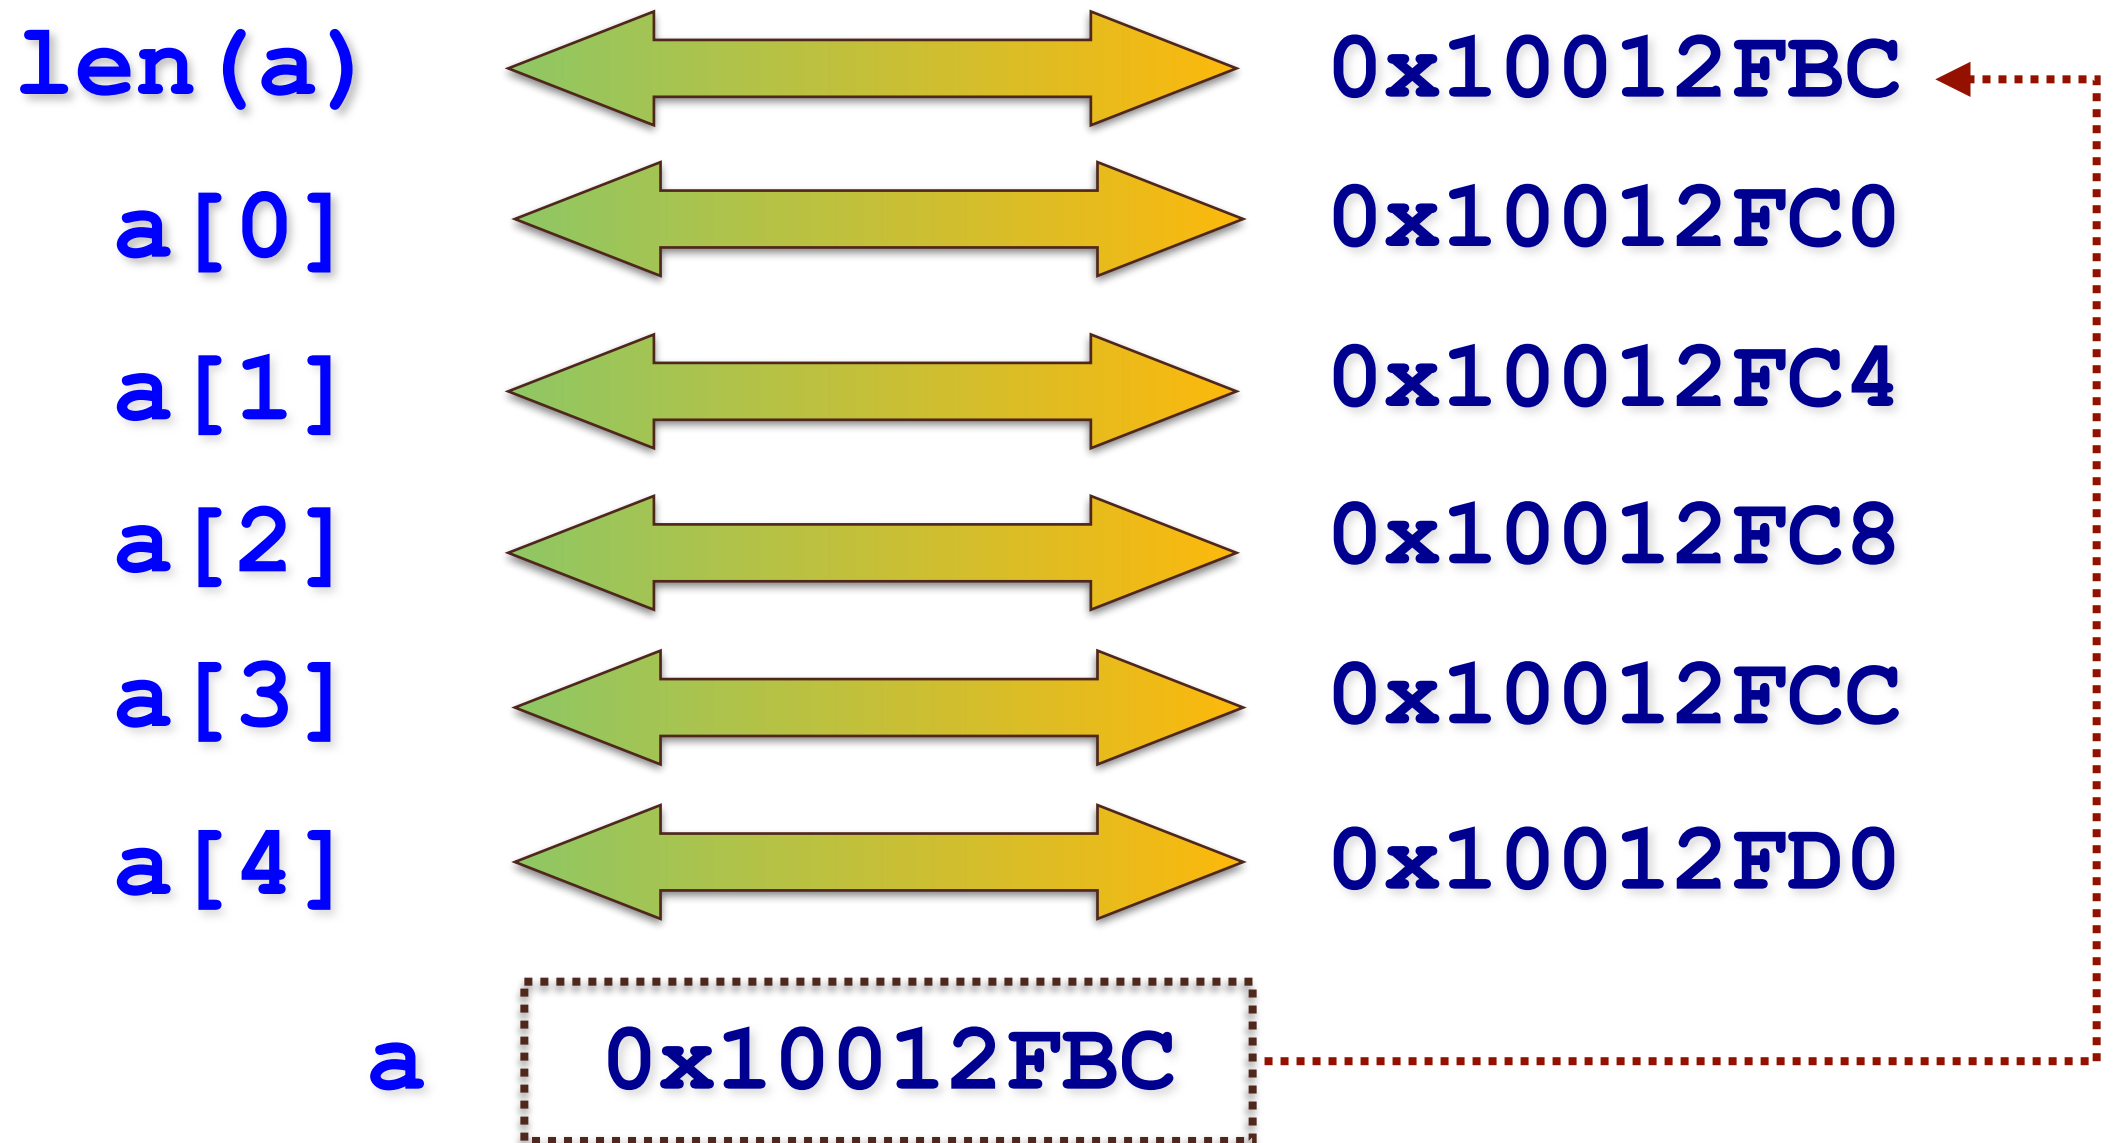 len(a) 0x10012FBC
a[0] 0x10012FC0
a[1] 0x10012FC4
a[2] 0x10012FC8
a[3] 0x10012FCC
a[4] 0x10012FD0
a 0x10012FBC